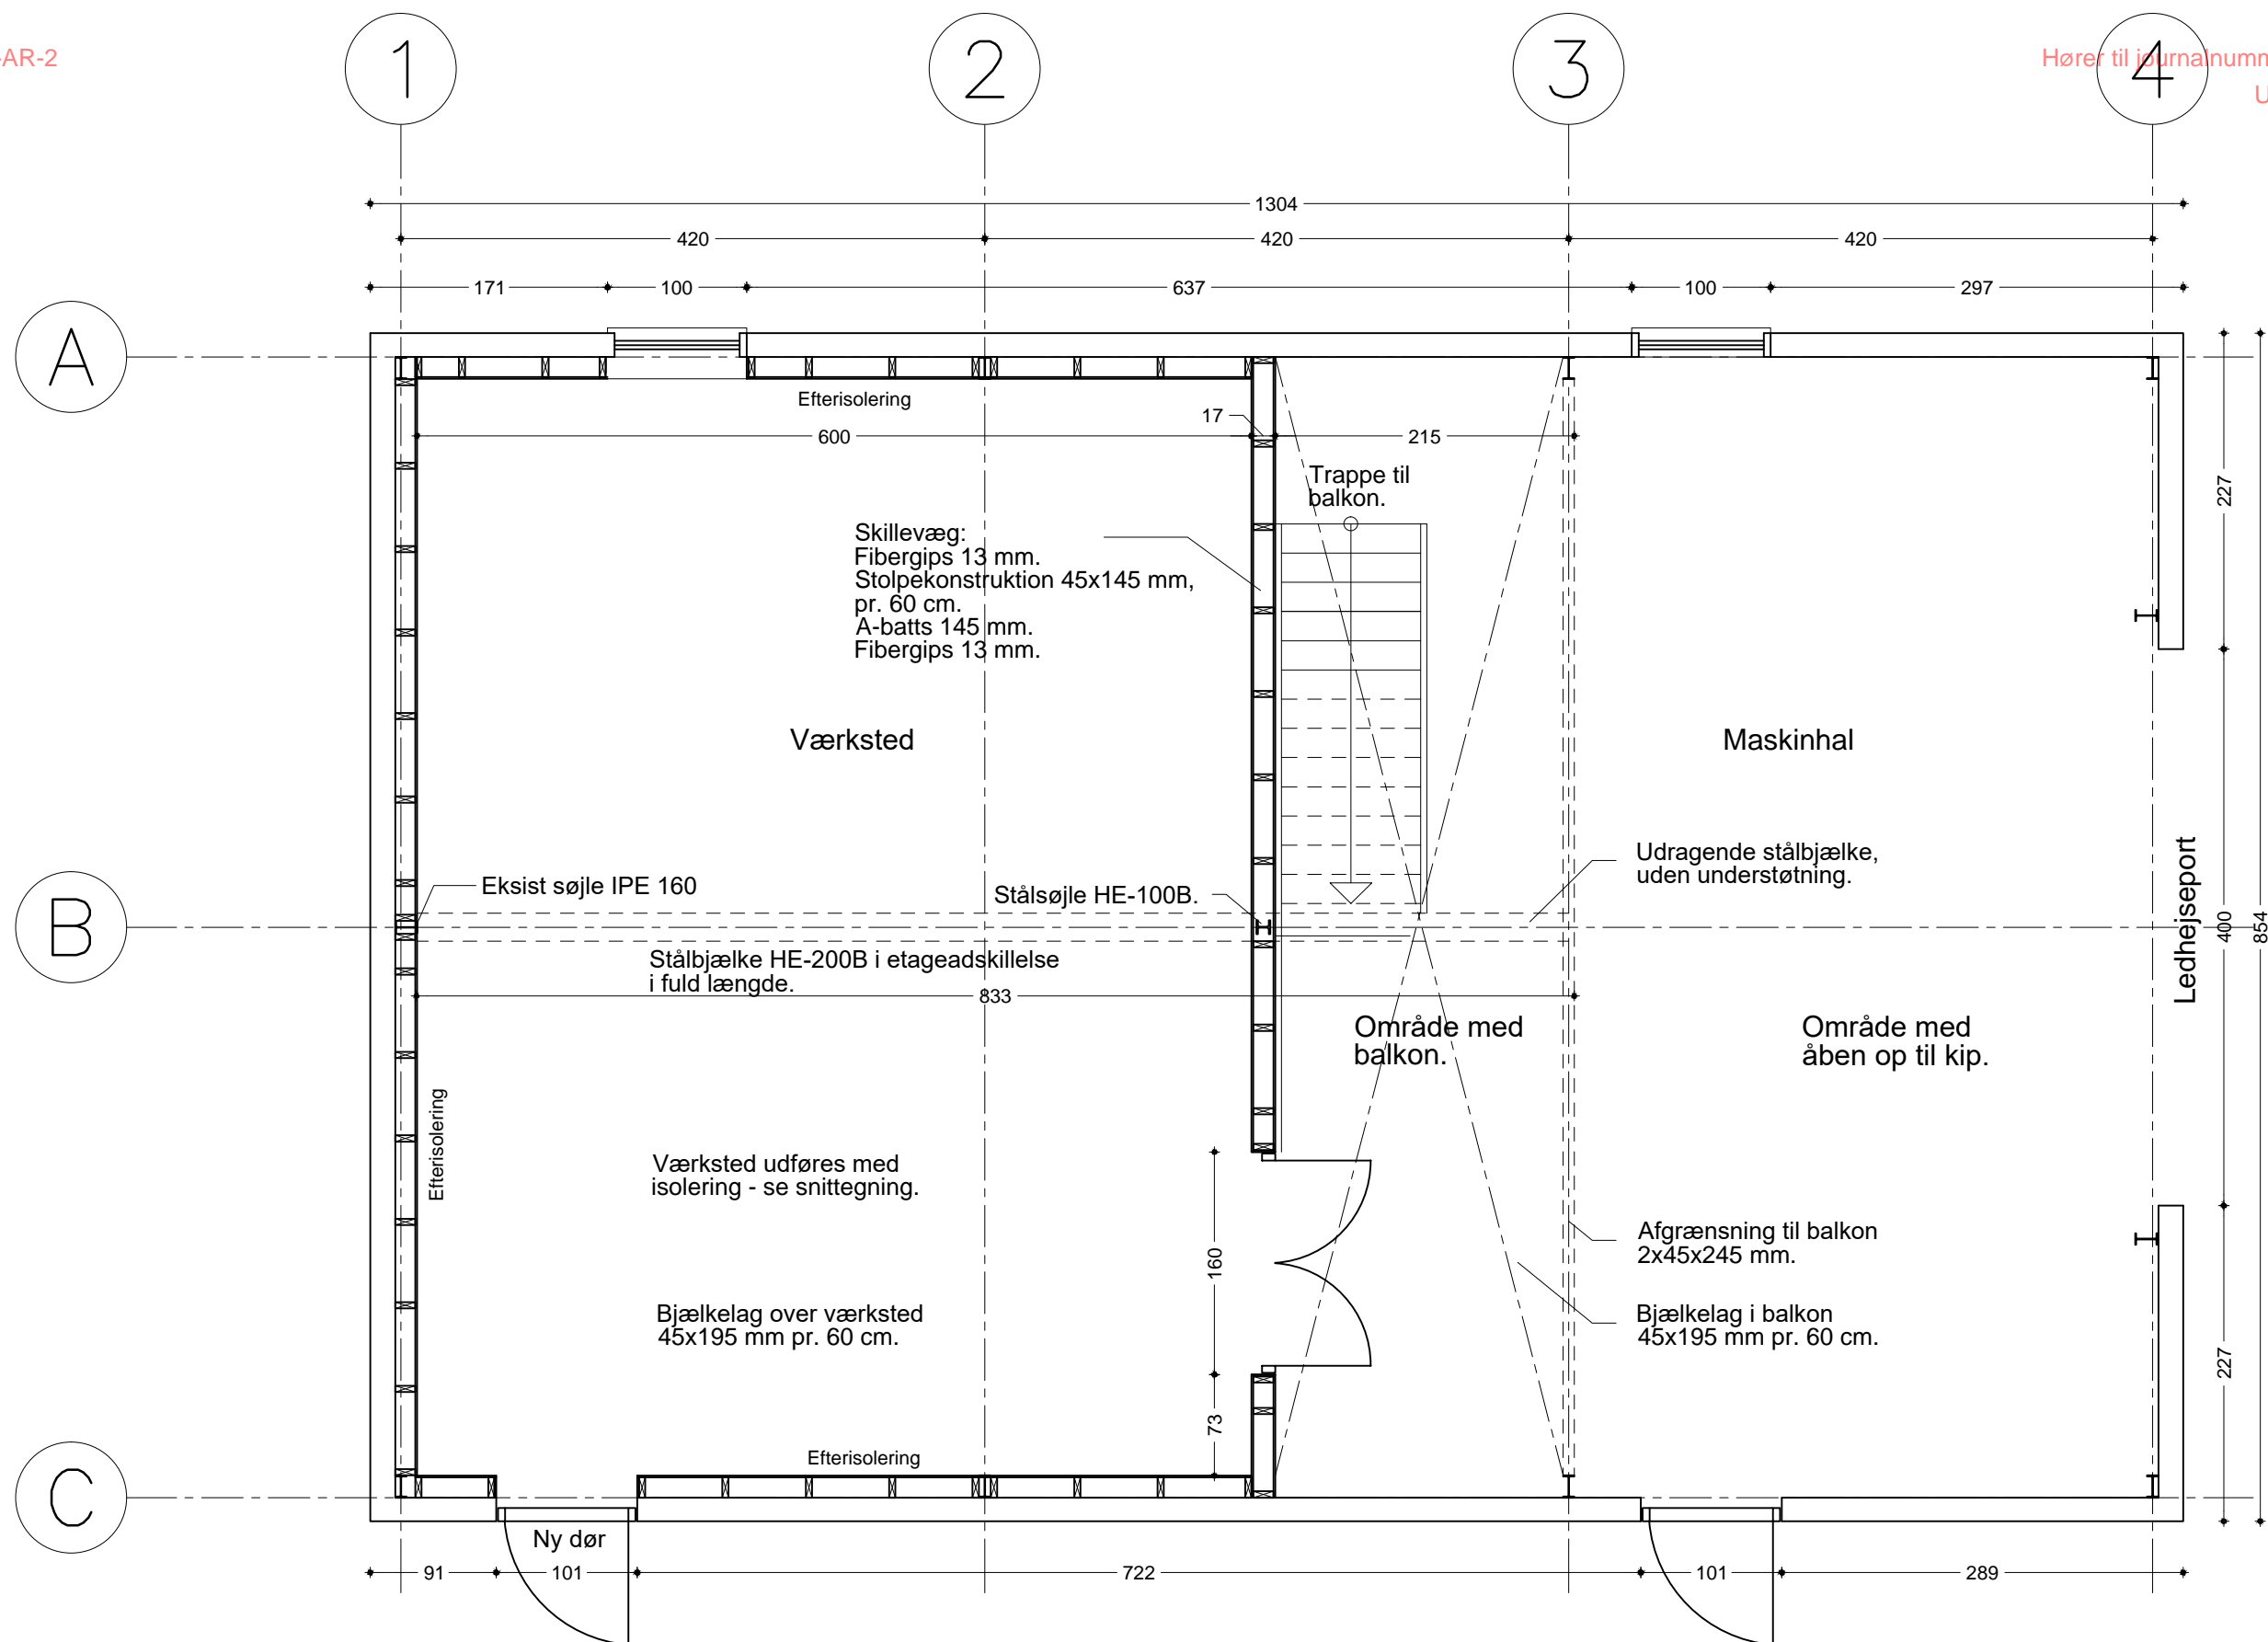 -AR-2
1
2
3
4
Hører til journalnumm
U
1304
420
420
420
171
100
637
100
297
A
Efterisolering
17
600
215
227
Trappe til
balkon.
Skillevæg:
Fibergips 13 mm.
Stolpekonstruktion 45x145 mm,
pr. 60 cm.
A-batts 145 mm.
Fibergips 13 mm.
Værksted
Maskinhal
Udragende stålbjælke,
uden understøtning.
Eksist søjle IPE 160
Stålsøjle HE-100B.
B
Ledhejseport
400
854
Stålbjælke HE-200B i etageadskillelse
i fuld længde.
833
Område med
balkon.
Område med
åben op til kip.
Efterisolering
Værksted udføres med
isolering - se snittegning.
160
Afgrænsning til balkon
2x45x245 mm.
Bjælkelag over værksted
45x195 mm pr. 60 cm.
Bjælkelag i balkon
45x195 mm pr. 60 cm.
227
73
Efterisolering
C
Ny dør
91
101
722
101
289